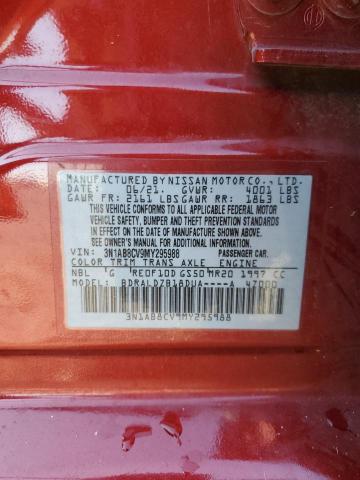 MANUFACTURED BY NISSAN MOTOR CO., LTD.
DATE: 06/21. GVWR: 4001 LBS
GAWR FR: 2161 LBS GAWR RR: 1863 LBS
THIS VEHICLE CONFORMS TO ALL APPLICABLE FEDERAL MOTOR
VEHICLE SAFETY, BUMPER, AND THEFT PREVENTION STANDARDS
IN EFFECT ON THE DATE OF MANUFACTURE SHOWN ABOVE.
SEE OWNER'S MANUAL FOR ADDITIONAL INFORMATION.
VIN: 3N1AB8CV9MY295988 PASSENGER CAR.
COLOR TRIM TRANS AXLE ENGINE
NBL G RE0F10D GS50 MR20 1997 CC
MODEL: BDRALDZB18DUA----A 47000
3N1AB8CV9MY295988